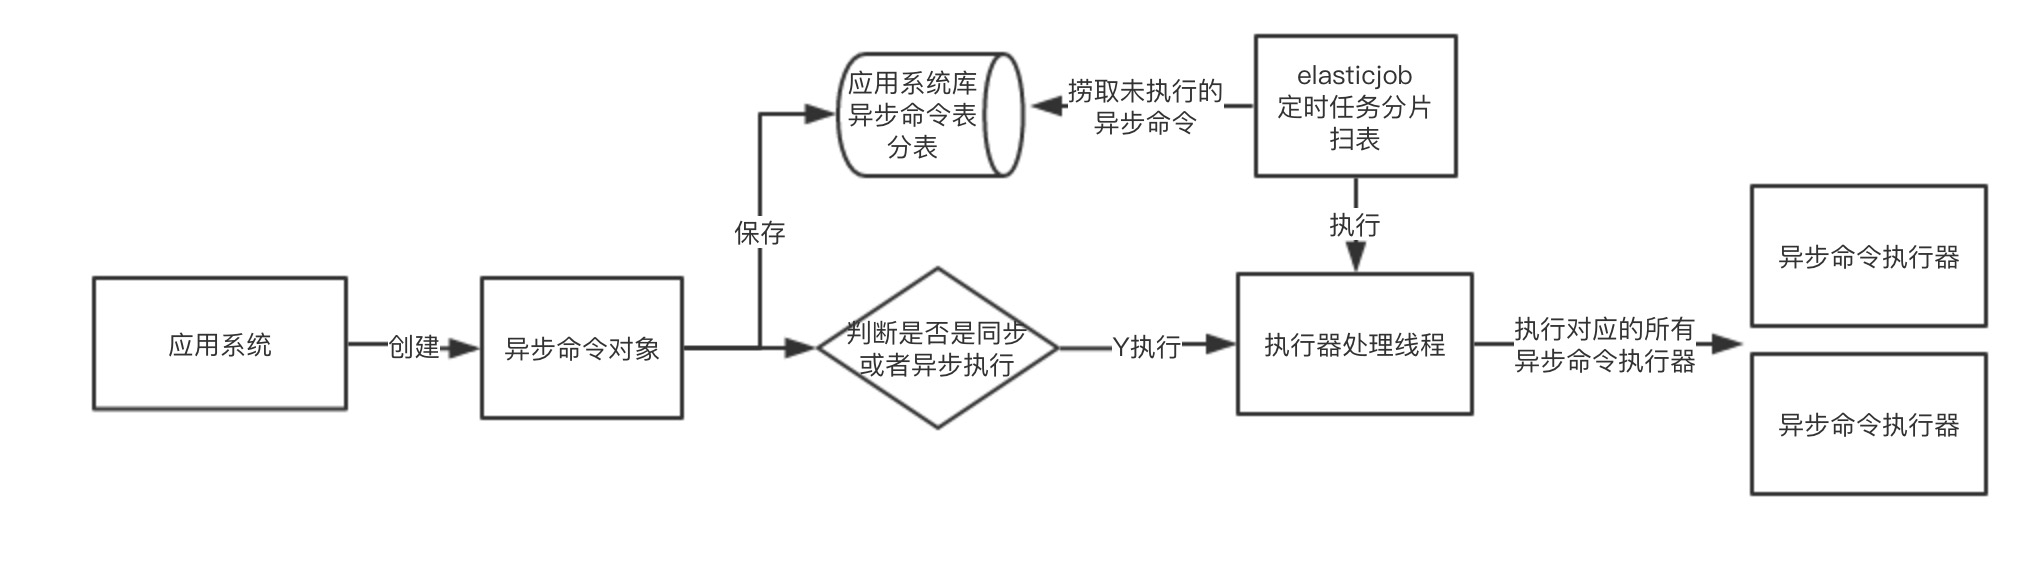 应用系统
创建
异步命令对象
保存
应用系统库
异步命令表
分表
捞取未执行的
异步命令
elasticjob
定时任务分片
扫表
执行
判断是否是同步
或者异步执行
Y执行
执行器处理线程
执行对应的所有
异步命令执行器
异步命令执行器
异步命令执行器